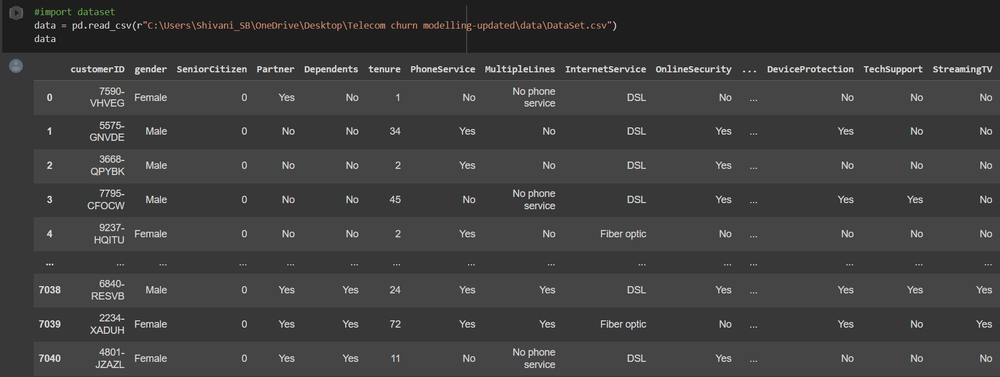 #import dataset
data = pd.read_csv(r"C:\Users\Shivani_SB\OneDrive\Desktop\Telecom churn modelling-updated\data\DataSet.csv")
data
customerID gender SeniorCitizen Partner Dependents tenure PhoneService MultipleLines InternetService OnlineSecurity ... DeviceProtection TechSupport StreamingTV
0 7590-VHVEG Female 0 Yes No 1 No No phone service DSL No ... No No No
1 5575-GNVDE Male 0 No No 34 Yes No DSL Yes ... Yes No No
2 3668-QPYBK Male 0 No No 2 Yes No DSL Yes ... No No No
3 7795-CFOCW Male 0 No No 45 No No phone service DSL Yes ... Yes Yes No
4 9237-HQITU Female 0 No No 2 Yes No Fiber optic No ... No No No
... ... ... ... ... ... ... ... ... ... ... ... ... ... ...
7038 6840-RESVB Male 0 Yes Yes 24 Yes Yes DSL Yes ... Yes Yes Yes
7039 2234-XADUH Female 0 Yes Yes 72 Yes Yes Fiber optic No ... Yes No Yes
7040 4801-JZAZL Female 0 Yes Yes 11 No No phone service DSL Yes ... No No No